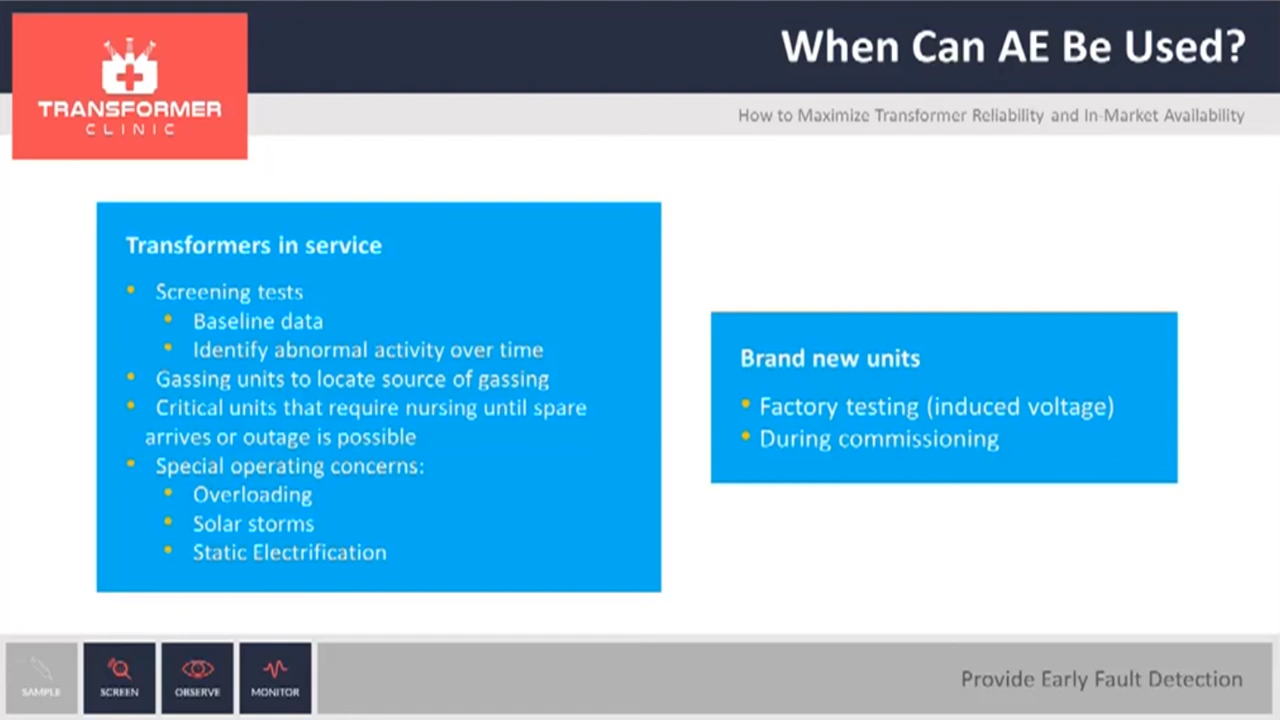 TRANSFORMER
CLINIC
When Can AE Be Used?
How to Maximize Transformer Reliability and In-Market Availability
Transformers in service
• Screening tests
• Baseline data
• Identify abnormal activity over time
• Gassing units to locate source of gassing
• Critical units that require nursing until spare
arrives or outage is possible
• Special operating concerns:
• Overloading
• Solar storms
• Static Electrification
Brand new units
• Factory testing (induced voltage)
• During commissioning
SAMPLE
SCREEN
OBSERVE
MONITOR
Provide Early Fault Detection